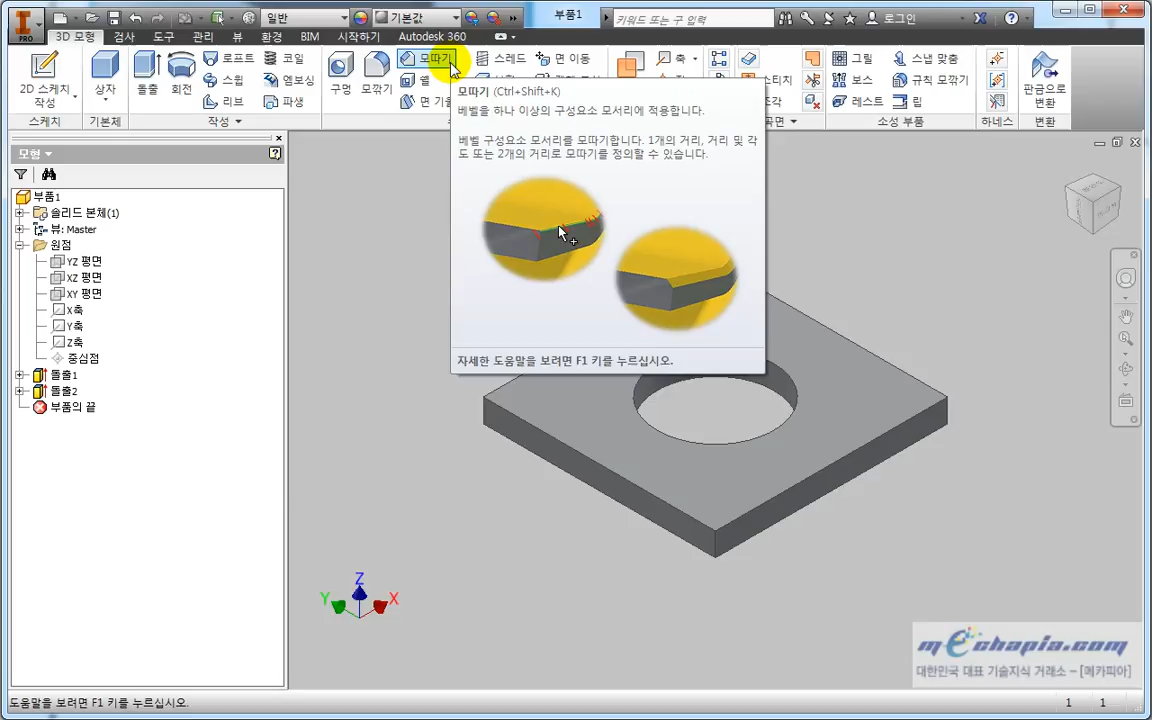 PRO
일반
기본값
부품1
키워드 또는 구 입력
로그인
3D 모형 검사 도구 관리 뷰 환경 BIM 시작하기 Autodesk 360
2D 스케치 작성
상자
돌출
회전
로프트
스윕
리브
코일
엠보싱
파생
구멍
모깎기
모따기
스레드
면 이동
축
그릴
보스
레스트
스냅 맞춤
규칙 모깎기
립
판금으로 변환
스케치
기본체
작성
소성 부품
하네스
변환
모따기 (Ctrl+Shift+K)
베벨을 하나 이상의 구성요소 모서리에 적용합니다.
베벨 구성요소 모서리를 모따기합니다. 1개의 거리, 거리 및 각
도 또는 2개의 거리로 모따기를 정의할 수 있습니다.
자세한 도움말을 보려면 F1 키를 누르십시오.
모형
부품1
솔리드 본체(1)
뷰: Master
원점
YZ 평면
XZ 평면
XY 평면
X축
Y축
Z축
중심점
돌출1
돌출2
부품의 끝
Z
Y
X
mechapia.com
대한민국 대표 기술지식 거래소 – [메카피아]
도움말을 보려면 F1 키를 누르십시오.
1 1